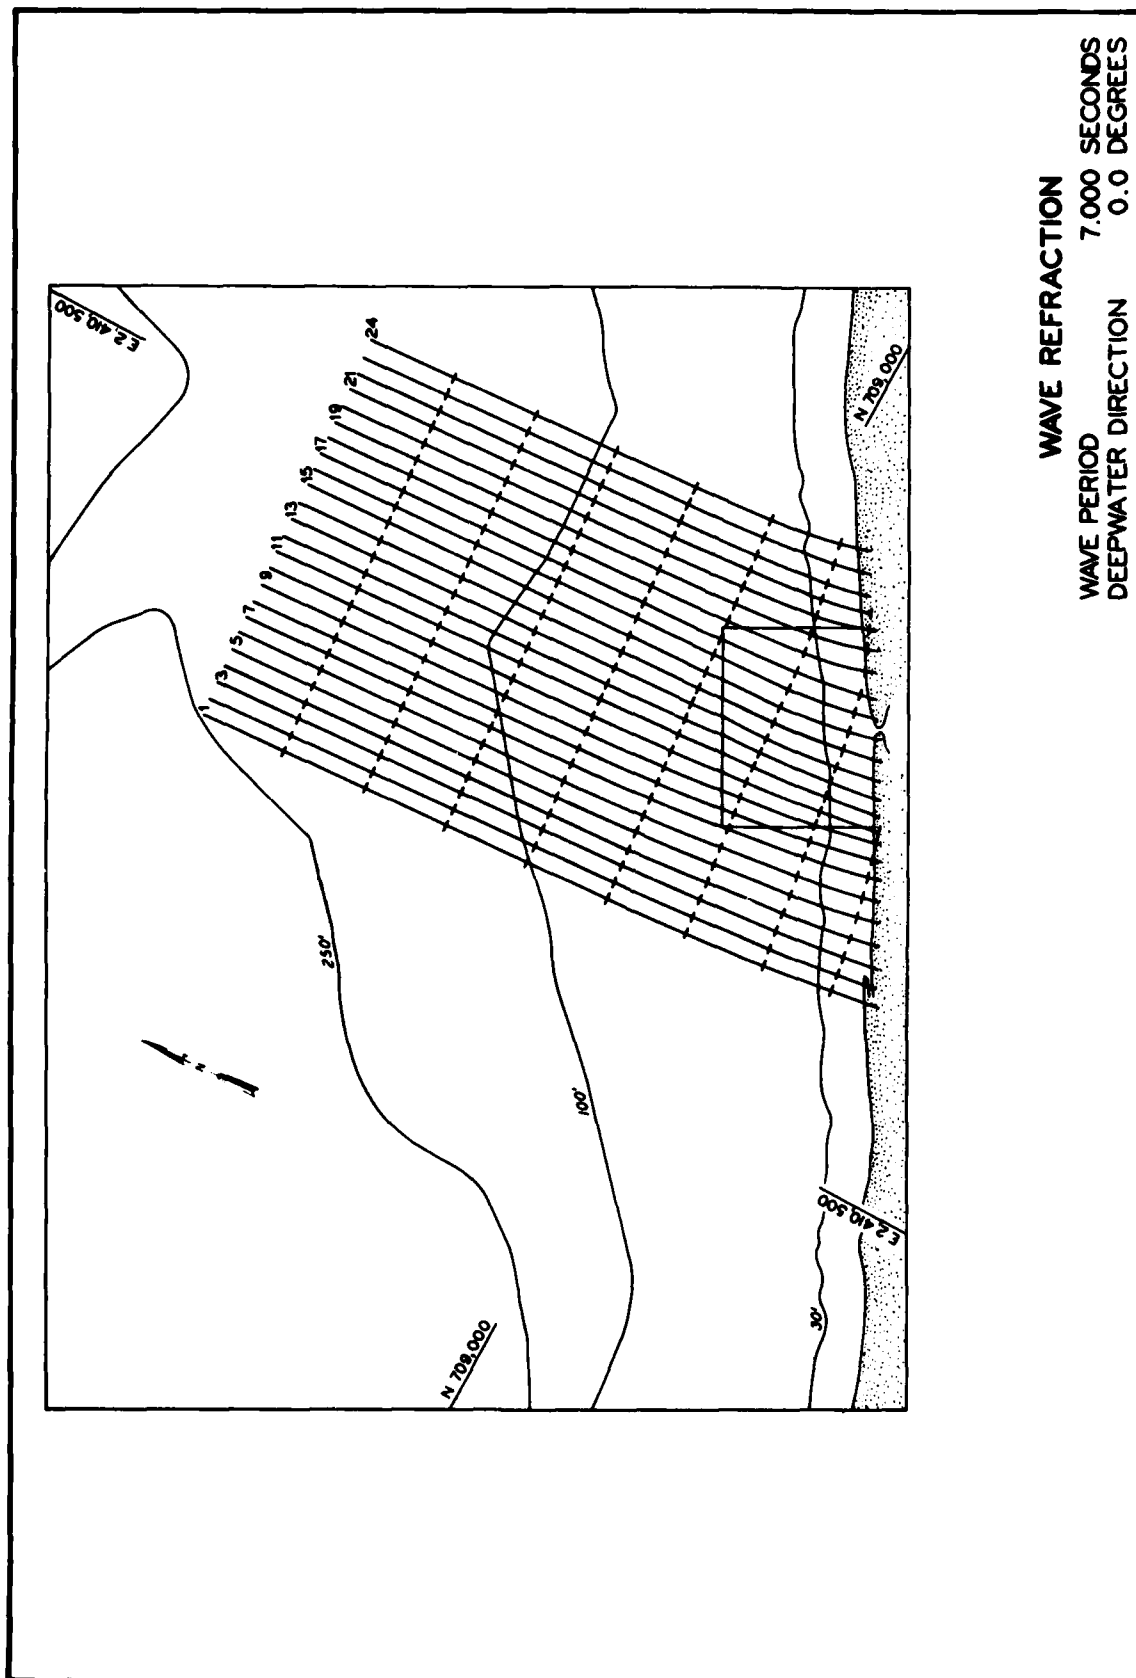 E 2,410,500
1
3
5
7
9
11
13
15
17
19
21
24
250'
N
100'
30'
N 709,000
N 709,000
E 2,410,500
WAVE REFRACTION
WAVE PERIOD 7.000 SECONDS
DEEPWATER DIRECTION 0.0 DEGREES